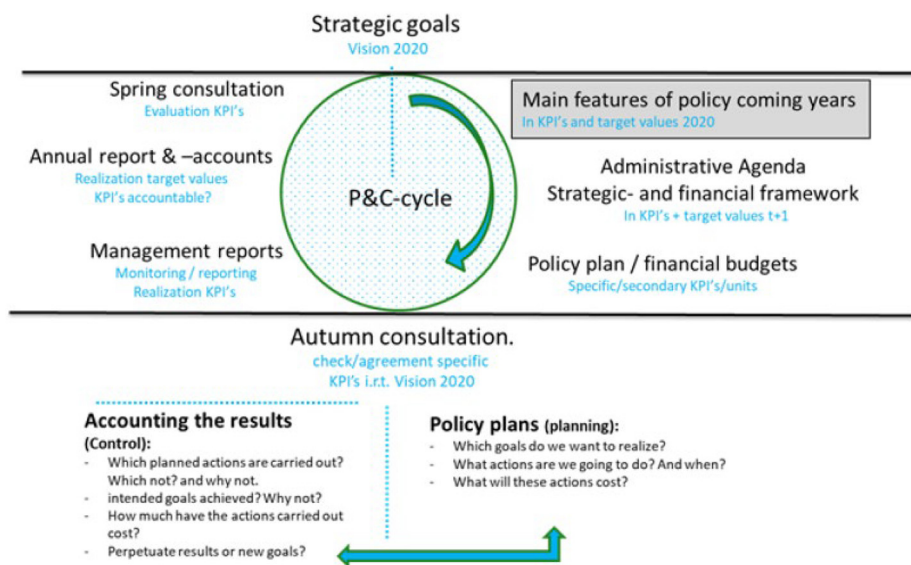 Strategic goals
Vision 2020
Spring consultation
Evaluation KPI's
Annual report & –accounts
Realization target values
KPI's accountable?
Management reports
Monitoring / reporting
Realization KPI's
P&C-cycle
Main features of policy coming years
In KPI's and target values 2020
Administrative Agenda
Strategic- and financial framework
In KPI's + target values t+1
Policy plan / financial budgets
Specific/secondary KPI's/units
Autumn consultation.
check/agreement specific
KPI's i.r.t. Vision 2020
Accounting the results
(Control):
- Which planned actions are carried out?
Which not? and why not.
- intended goals achieved? Why not?
- How much have the actions carried out
cost?
- Perpetuate results or new goals?
Policy plans (planning):
- Which goals do we want to realize?
- What actions are we going to do? And when?
- What will these actions cost?